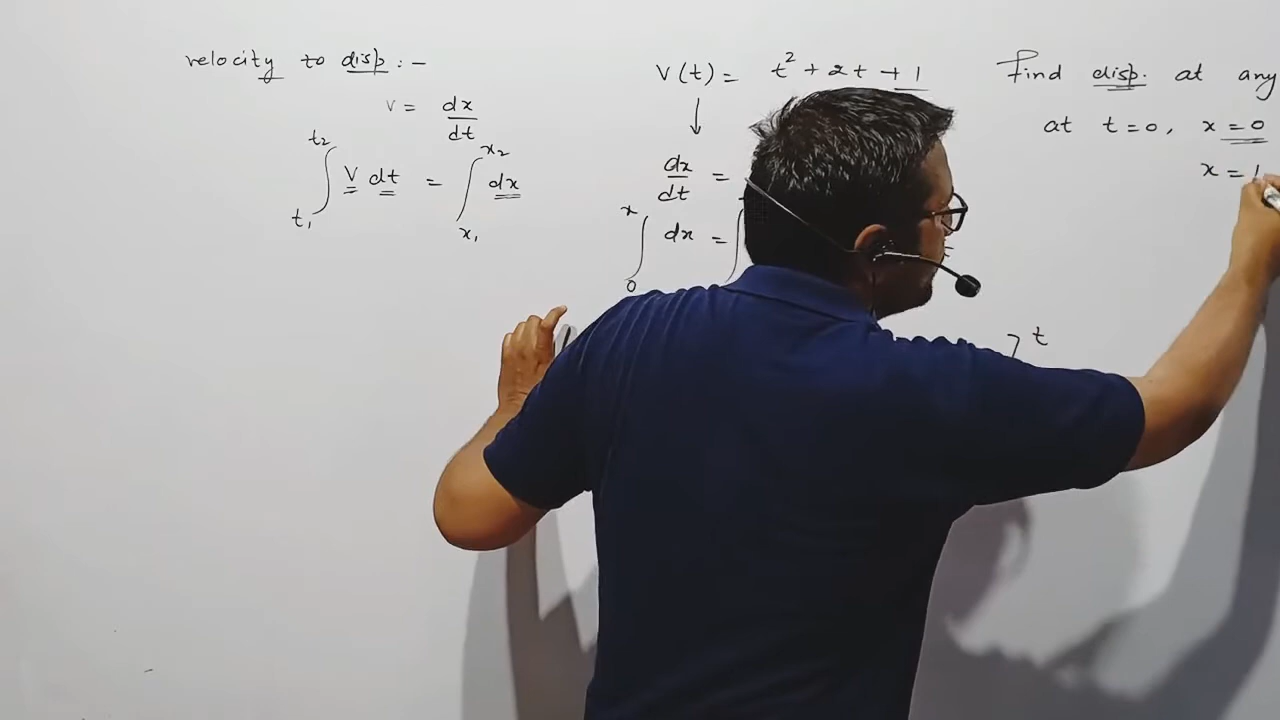 velocity to disp :-
v = dx/dt
∫ t₁ t₂ v dt = ∫ x₁ x₂ dx
v(t) = t² + 2t + 1
↓
dx/dt =
∫ 0 x dx = ∫
] t
Find disp. at any
at t=0, x=0
x=1